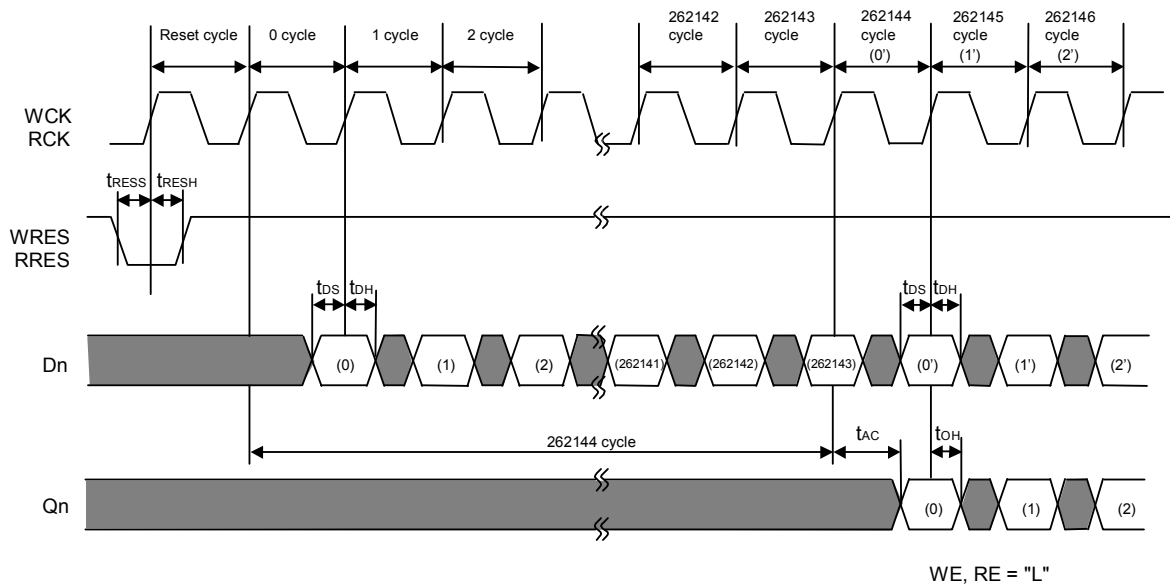 Reset cycle
0 cycle
1 cycle
2 cycle
262142
cycle
262143
cycle
262144
cycle
(0')
262145
cycle
(1')
262146
cycle
(2')
WCK
RCK
tRESS
tRESH
WRES
RRES
tDS
tDH
tDS
tDH
Dn
(0)
(1)
(2)
(262141)
(262142)
(262143)
(0')
(1')
(2')
262144 cycle
tAC
tOH
Qn
(0)
(1)
(2)
WE, RE = "L"